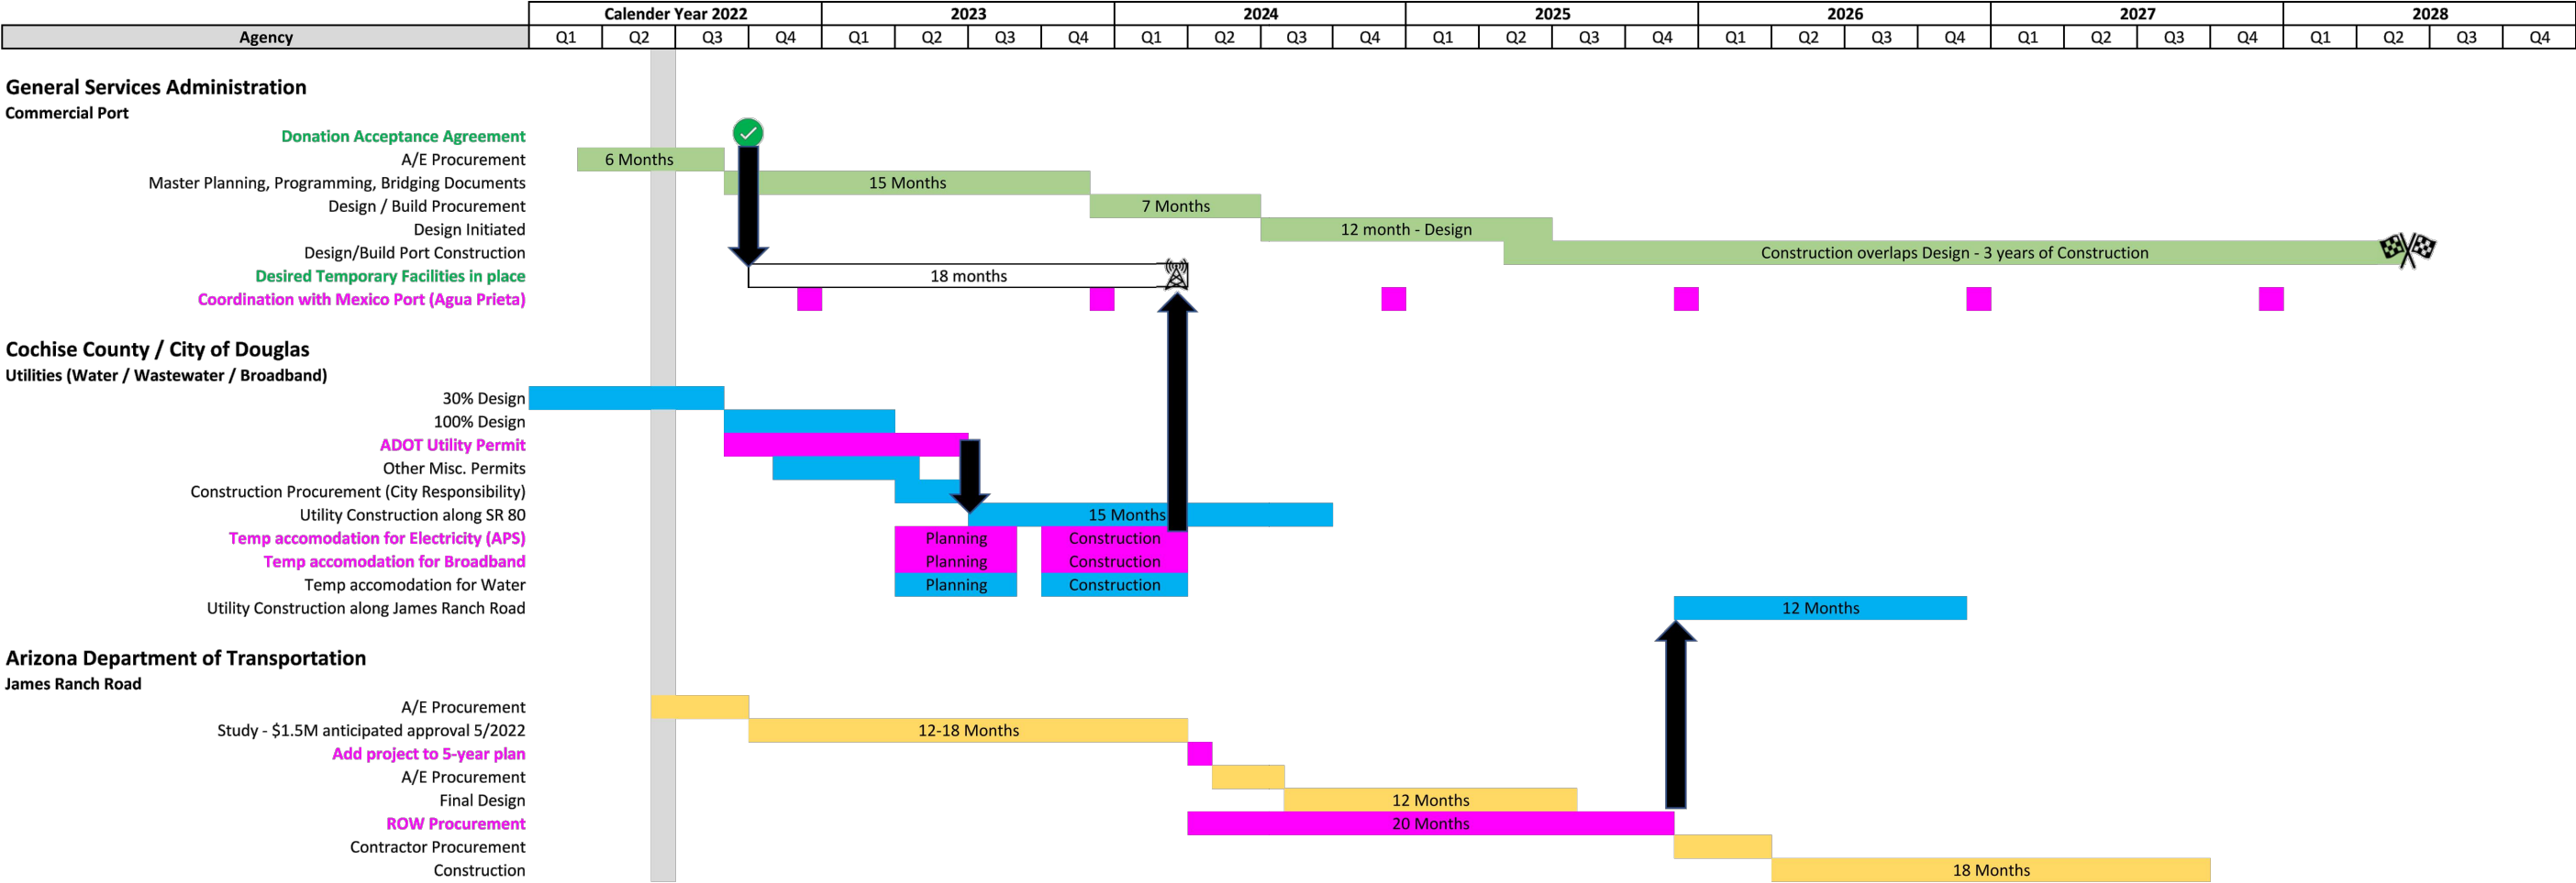 Calender Year 2022 2023 2024 2025 2026 2027 2028
Agency Q1 Q2 Q3 Q4 Q1 Q2 Q3 Q4 Q1 Q2 Q3 Q4 Q1 Q2 Q3 Q4 Q1 Q2 Q3 Q4 Q1 Q2 Q3 Q4 Q1 Q2 Q3 Q4
General Services Administration
Commercial Port
Donation Acceptance Agreement
A/E Procurement 6 Months
Master Planning, Programming, Bridging Documents 15 Months
Design / Build Procurement 7 Months
Design Initiated 12 month - Design
Design/Build Port Construction Construction overlaps Design - 3 years of Construction
Desired Temporary Facilities in place 18 months
Coordination with Mexico Port (Agua Prieta)
Cochise County / City of Douglas
Utilities (Water / Wastewater / Broadband)
30% Design
100% Design
ADOT Utility Permit
Other Misc. Permits
Construction Procurement (City Responsibility)
Utility Construction along SR 80 15 Months
Temp accomodation for Electricity (APS) Planning Construction
Temp accomodation for Broadband Planning Construction
Temp accomodation for Water Planning Construction
Utility Construction along James Ranch Road 12 Months
Arizona Department of Transportation
James Ranch Road
A/E Procurement
Study - $1.5M anticipated approval 5/2022 12-18 Months
Add project to 5-year plan
A/E Procurement
Final Design 12 Months
ROW Procurement 20 Months
Contractor Procurement
Construction 18 Months